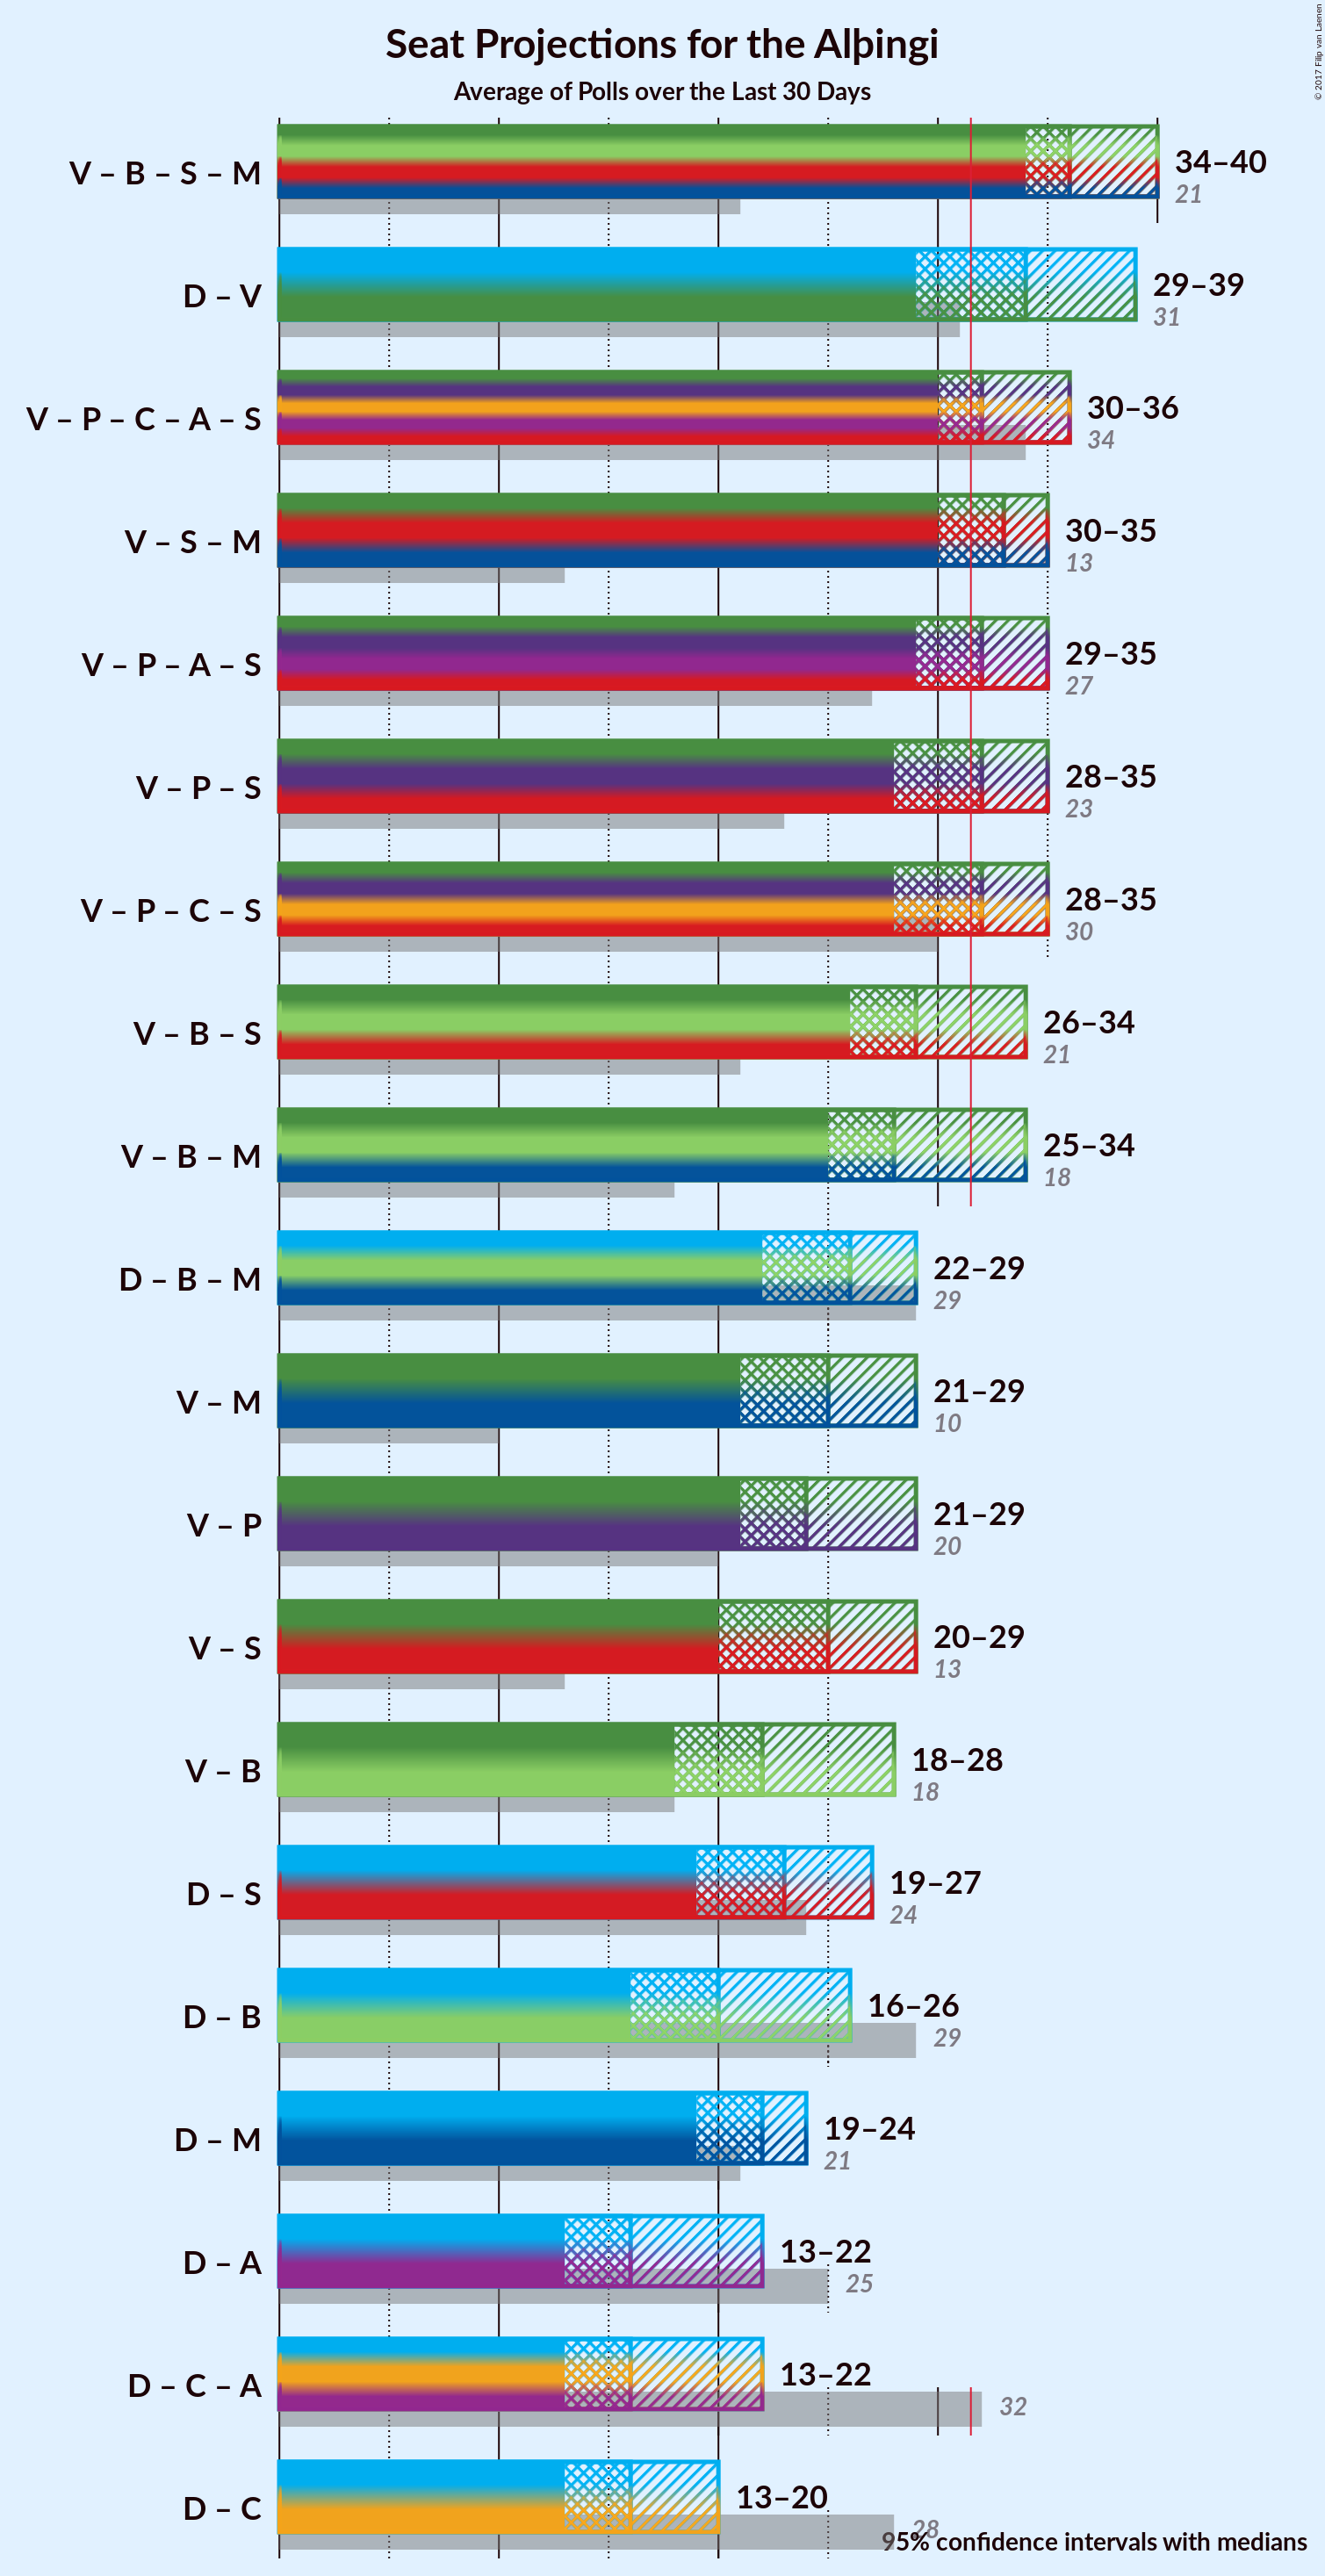 © 2017 Filip van Laenen
Seat Projections for the Alþingi
Average of Polls over the Last 30 Days
V – B – S – M
34–40
21
D – V
29–39
31
V – P – C – A – S
30–36
34
V – S – M
30–35
13
V – P – A – S
29–35
27
V – P – S
28–35
23
V – P – C – S
28–35
30
V – B – S
26–34
21
V – B – M
25–34
18
D – B – M
22–29
29
V – M
21–29
10
V – P
21–29
20
V – S
20–29
13
V – B
18–28
18
D – S
19–27
24
D – B
16–26
29
D – M
19–24
21
D – A
13–22
25
D – C – A
13–22
32
D – C
13–20
28
95% confidence intervals with medians